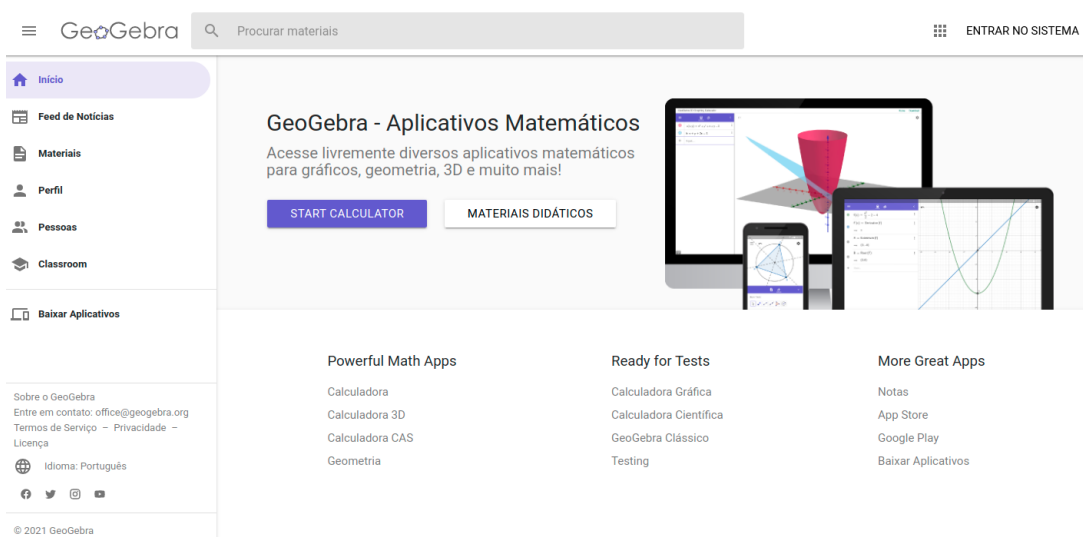 GeoGebra
Procurar materiais
ENTRAR NO SISTEMA
Início
Feed de Notícias
Materiais
Perfil
Pessoas
Classroom
Baixar Aplicativos
Sobre o GeoGebra
Entre em contato: office@geogebra.org
Termos de Serviço – Privacidade –
Licença
Idioma: Português
© 2021 GeoGebra
GeoGebra - Aplicativos Matemáticos
Acesse livremente diversos aplicativos matemáticos
para gráficos, geometria, 3D e muito mais!
START CALCULATOR
MATERIAIS DIDÁTICOS
Powerful Math Apps
Calculadora
Calculadora 3D
Calculadora CAS
Geometria
Ready for Tests
Calculadora Gráfica
Calculadora Científica
GeoGebra Clássico
Testing
More Great Apps
Notas
App Store
Google Play
Baixar Aplicativos